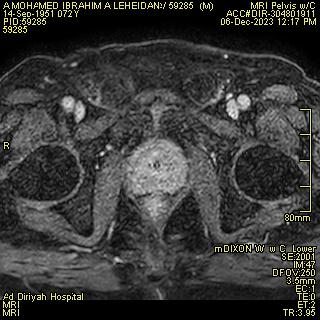 A MOHAMED IBRAHIM A LEHEIDAN:/ 59285 (M)
MRI Pelvis w/C
14-Sep-1951 072Y
ACC#DIR-304801911
PID:59285
06-Dec-2023 12:17 PM
59285
R
80mm
mDIXON-W w C Lower
SE:2001
IM:47
DFOV:250
3.5mm
EC:1
Ad Diriyah Hospital
TE:0
MRI
ET:2
MRI
TR:3.95